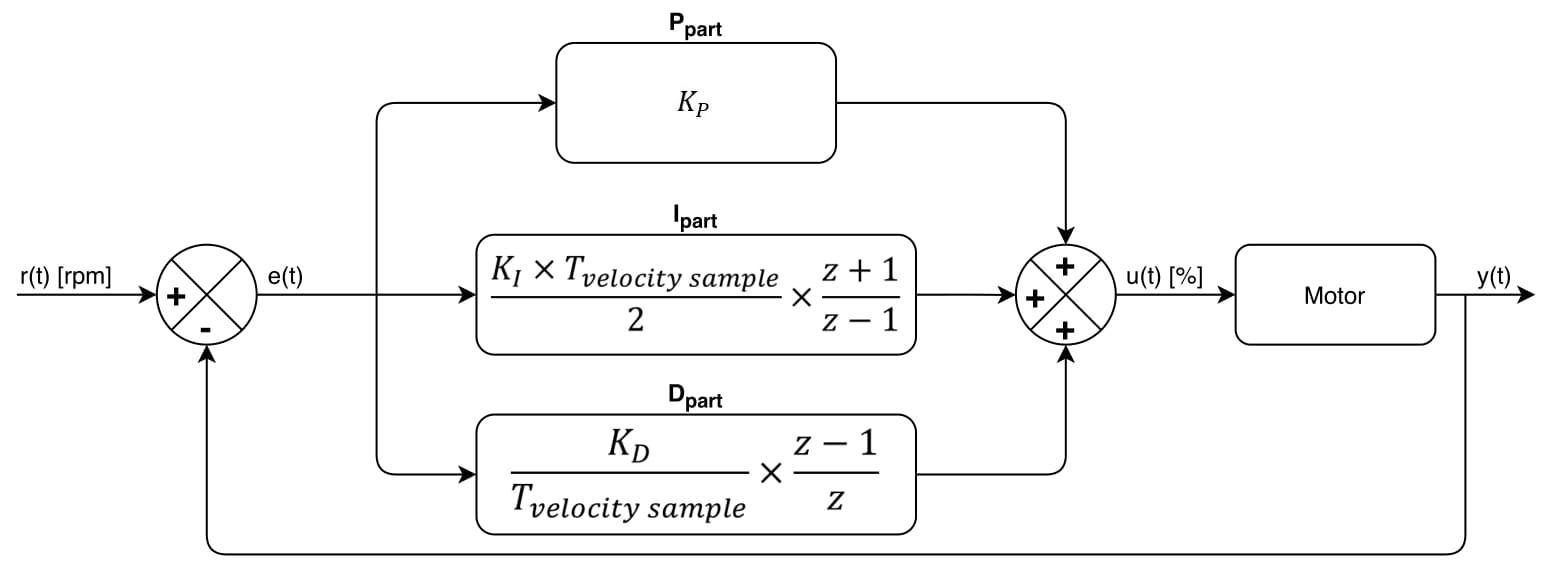 P_part
K_P
I_part
r(t) [rpm]
+
-
e(t)
K_I × T_velocity sample
2
×
z + 1
z − 1
+
+
+
u(t) [%]
Motor
y(t)
D_part
K_D
T_velocity sample
×
z − 1
z